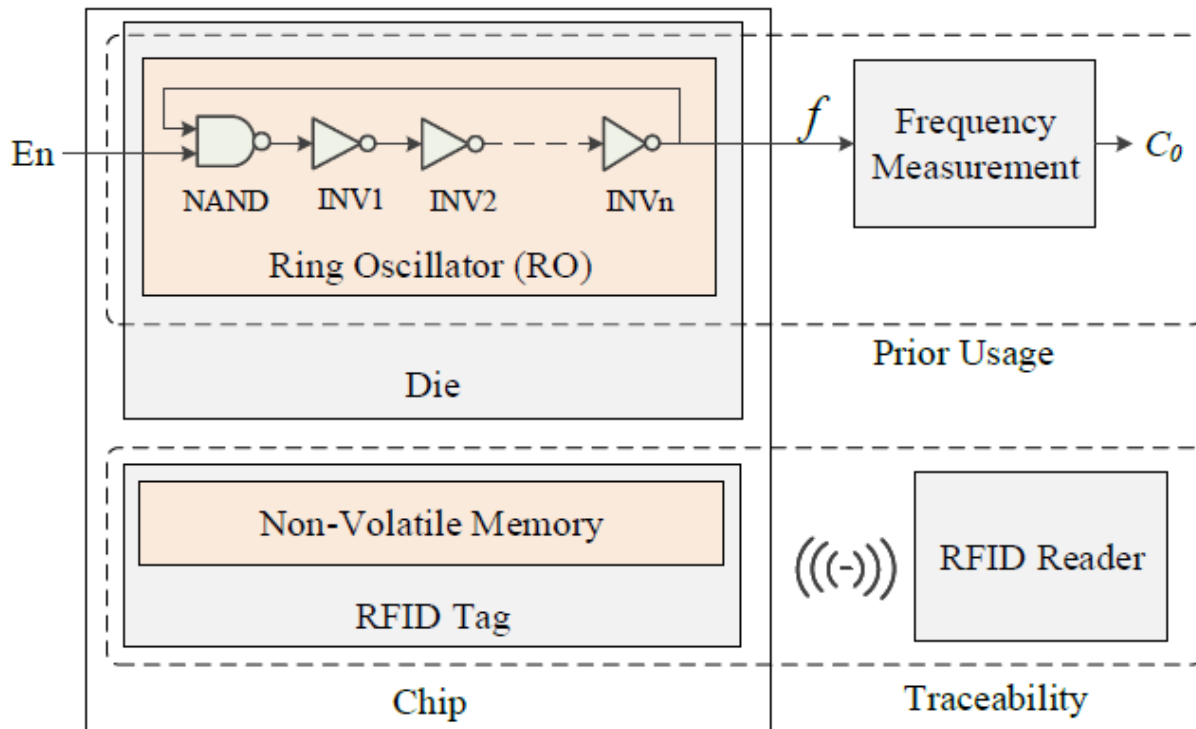 En
NAND
INV1
INV2
INVn
Ring Oscillator (RO)
Die
f
Frequency
Measurement
C0
Prior Usage
Non-Volatile Memory
RFID Tag
Chip
RFID Reader
Traceability